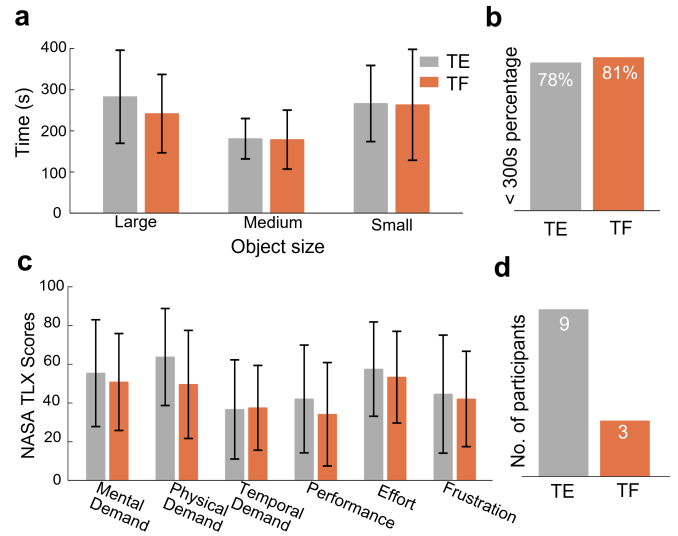 a
400
300
200
100
0
Time (s)
TE
TF
Large
Medium
Small
Object size
b
< 300s percentage
78%
81%
TE
TF
c
100
80
60
40
20
0
NASA TLX Scores
Mental
Demand
Physical
Demand
Temporal
Demand
Performance
Effort
Frustration
d
No. of participants
9
3
TE
TF